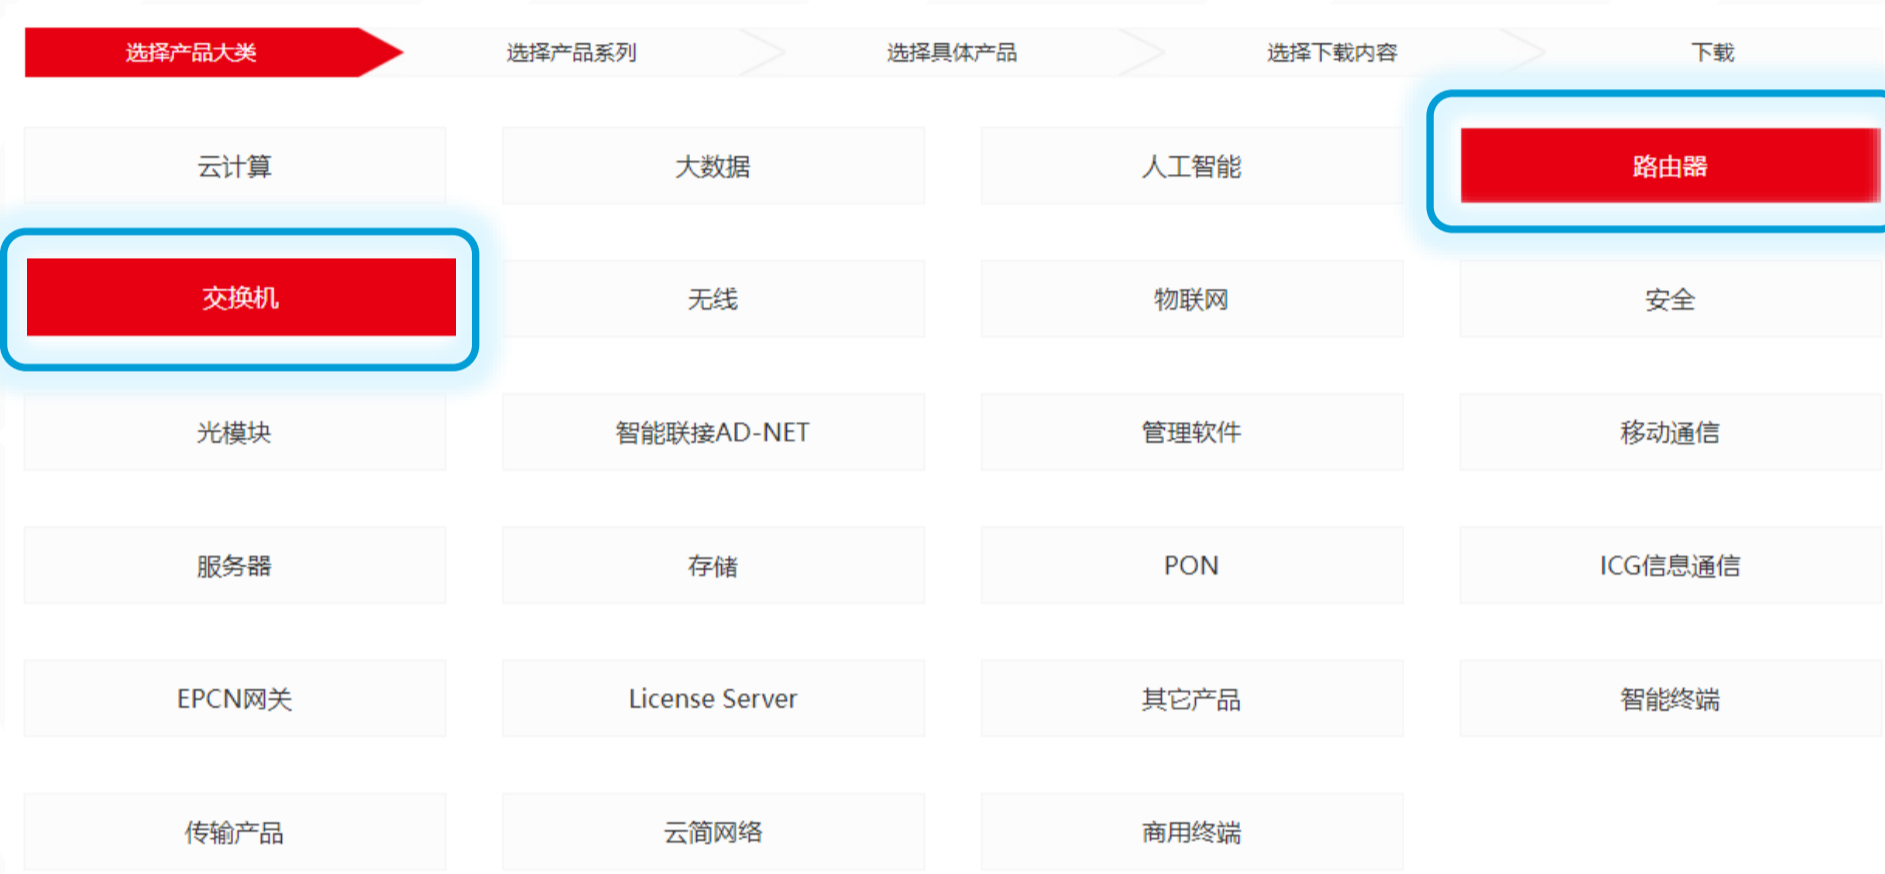 选择产品大类 选择产品系列 选择具体产品 选择下载内容 下载
云计算 大数据 人工智能 路由器
交换机 无线 物联网 安全
光模块 智能联接AD-NET 管理软件 移动通信
服务器 存储 PON ICG信息通信
EPCN网关 License Server 其它产品 智能终端
传输产品 云简网络 商用终端